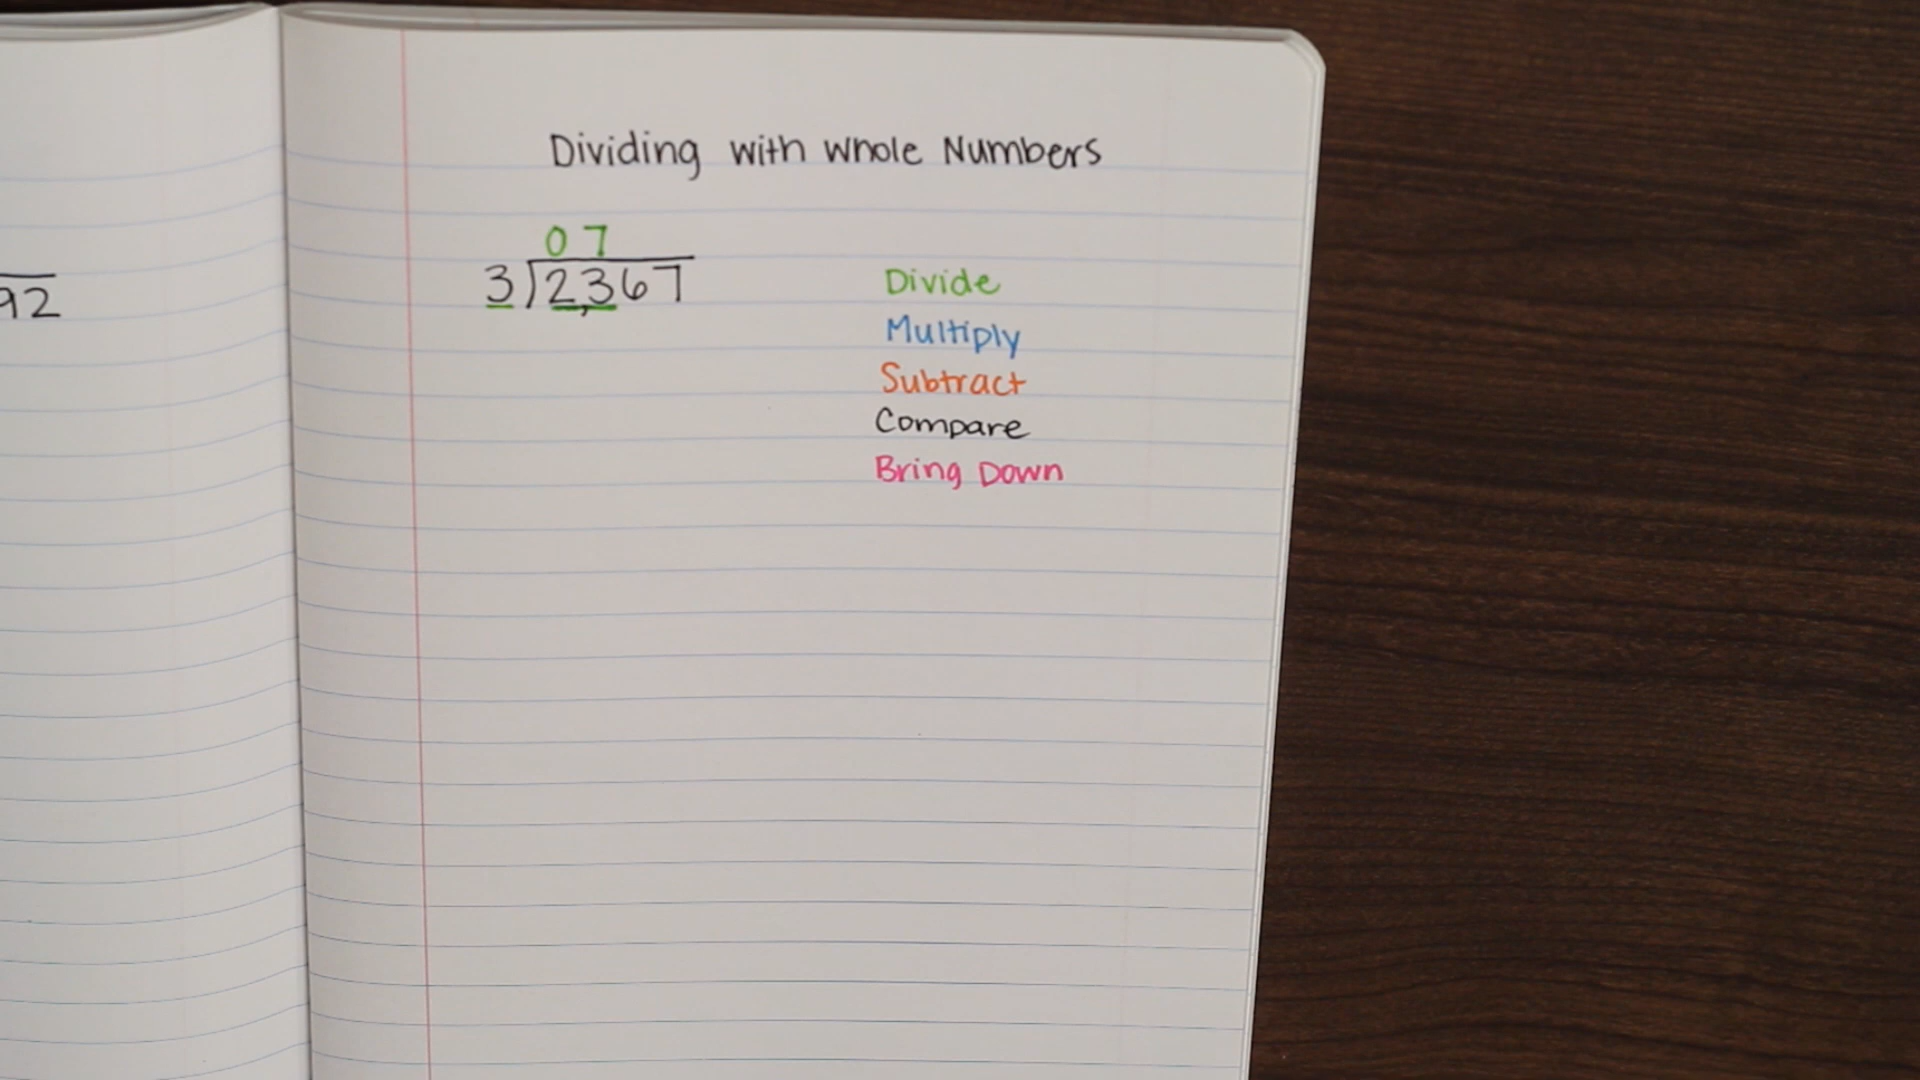 92
Dividing with Whole Numbers
07
3)2,367
Divide
Multiply
Subtract
Compare
Bring Down